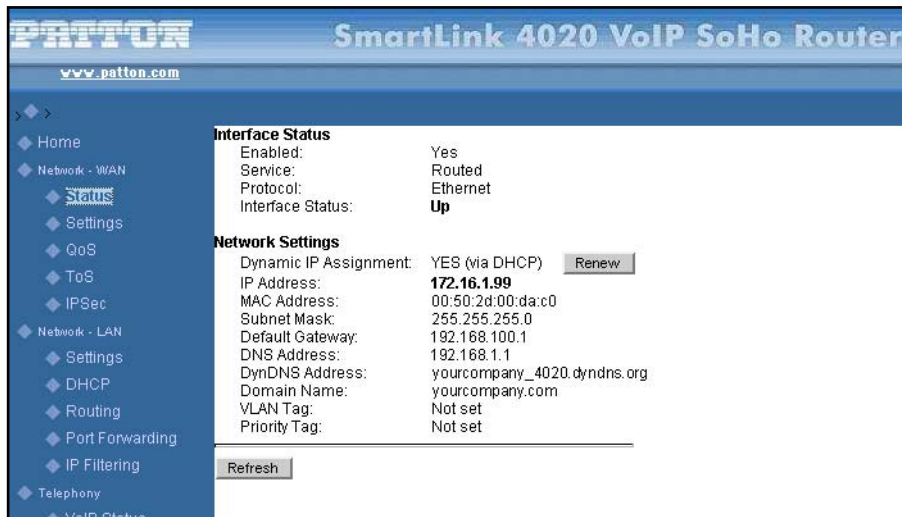 PATTON
SmartLink 4020 VoIP SoHo Router
www.patton.com
> >
Home
Network - WAN
Status
Settings
QoS
ToS
IPSec
Network - LAN
Settings
DHCP
Routing
Port Forwarding
IP Filtering
Telephony
VoIP Status
Interface Status
Enabled: Yes
Service: Routed
Protocol: Ethernet
Interface Status: Up
Network Settings
Dynamic IP Assignment: YES (via DHCP) Renew
IP Address: 172.16.1.99
MAC Address: 00:50:2d:00:da:c0
Subnet Mask: 255.255.255.0
Default Gateway: 192.168.100.1
DNS Address: 192.168.1.1
DynDNS Address: yourcompany_4020.dyndns.org
Domain Name: yourcompany.com
VLAN Tag: Not set
Priority Tag: Not set
Refresh